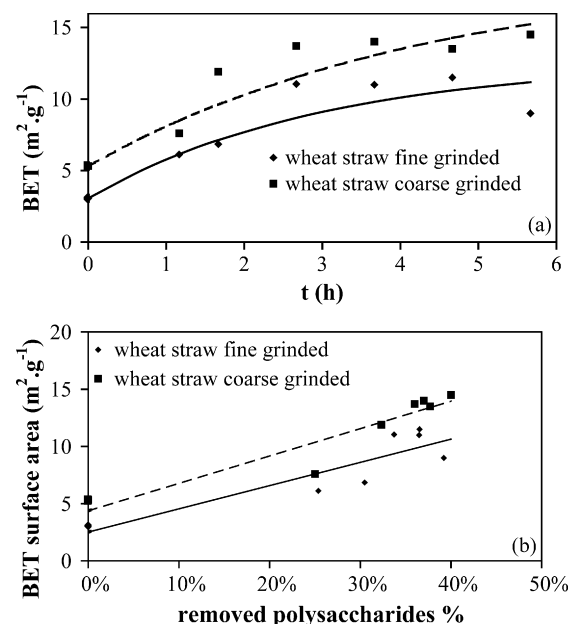 15
10
5
0
BET (m².g⁻¹)
wheat straw fine grinded
wheat straw coarse grinded
(a)
0 1 2 3 4 5 6
t (h)
20
15
10
5
0
BET surface area (m².g⁻¹)
wheat straw fine grinded
wheat straw coarse grinded
(b)
0% 10% 20% 30% 40% 50%
removed polysaccharides %